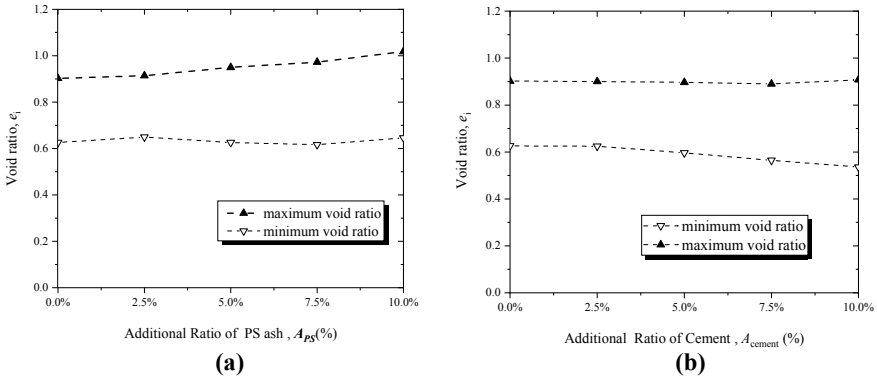 1.2
1.0
0.8
0.6
0.4
0.2
0.0
Void ratio, eᵢ
maximum void ratio
minimum void ratio
0.0% 2.5% 5.0% 7.5% 10.0%
Additional Ratio of PS ash , A_PS(%)
(a)
1.2
1.0
0.8
0.6
0.4
0.2
0.0
Void ratio, eᵢ
minimum void ratio
maximum void ratio
0.0% 2.5% 5.0% 7.5% 10.0%
Additional Ratio of Cement , A_cement (%)
(b)